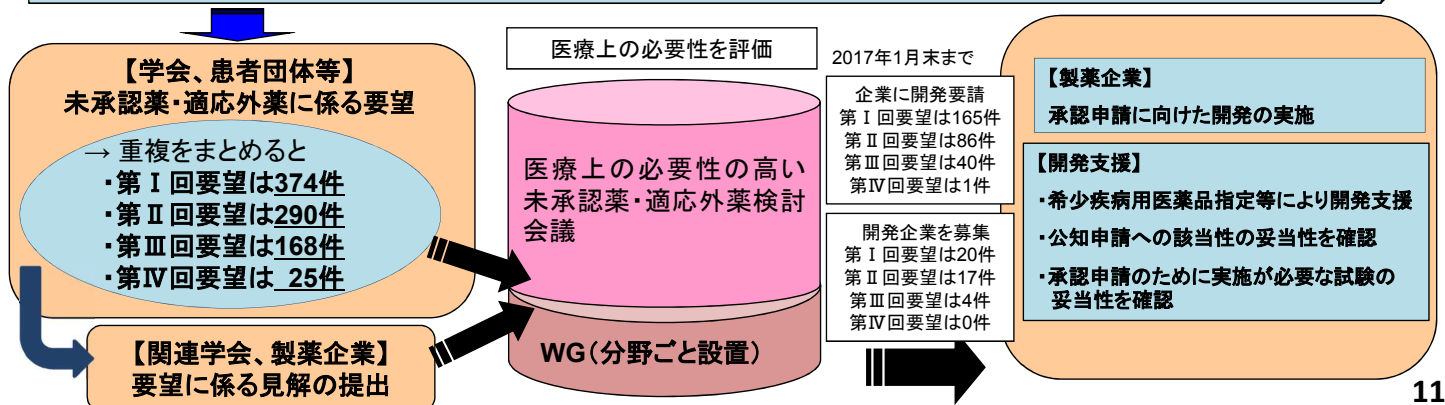 【学会、患者団体等】
未承認薬・適応外薬に係る要望
→ 重複をまとめると
・第Ⅰ回要望は374件
・第Ⅱ回要望は290件
・第Ⅲ回要望は168件
・第Ⅳ回要望は 25件
【関連学会、製薬企業】
要望に係る見解の提出
医療上の必要性を評価
医療上の必要性の高い
未承認薬・適応外薬検討
会議
WG(分野ごと設置)
2017年1月末まで
企業に開発要請
第Ⅰ回要望は165件
第Ⅱ回要望は86件
第Ⅲ回要望は40件
第Ⅳ回要望は1件
開発企業を募集
第Ⅰ回要望は20件
第Ⅱ回要望は17件
第Ⅲ回要望は4件
第Ⅳ回要望は0件
【製薬企業】
承認申請に向けた開発の実施
【開発支援】
・希少疾病用医薬品指定等により開発支援
・公知申請への該当性の妥当性を確認
・承認申請のために実施が必要な試験の
妥当性を確認
11